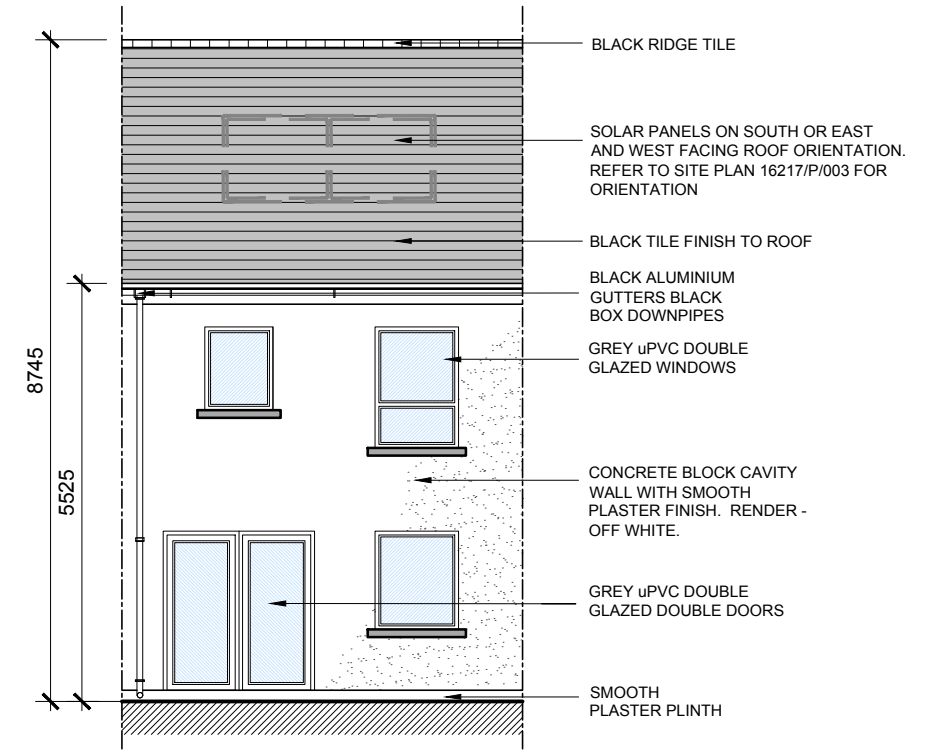 BLACK RIDGE TILE
SOLAR PANELS ON SOUTH OR EAST
AND WEST FACING ROOF ORIENTATION.
REFER TO SITE PLAN 16217/P/003 FOR
ORIENTATION
BLACK TILE FINISH TO ROOF
BLACK ALUMINIUM
GUTTERS BLACK
BOX DOWNPIPES
GREY uPVC DOUBLE
GLAZED WINDOWS
8745
5525
CONCRETE BLOCK CAVITY
WALL WITH SMOOTH
PLASTER FINISH. RENDER -
OFF WHITE.
GREY uPVC DOUBLE
GLAZED DOUBLE DOORS
SMOOTH
PLASTER PLINTH